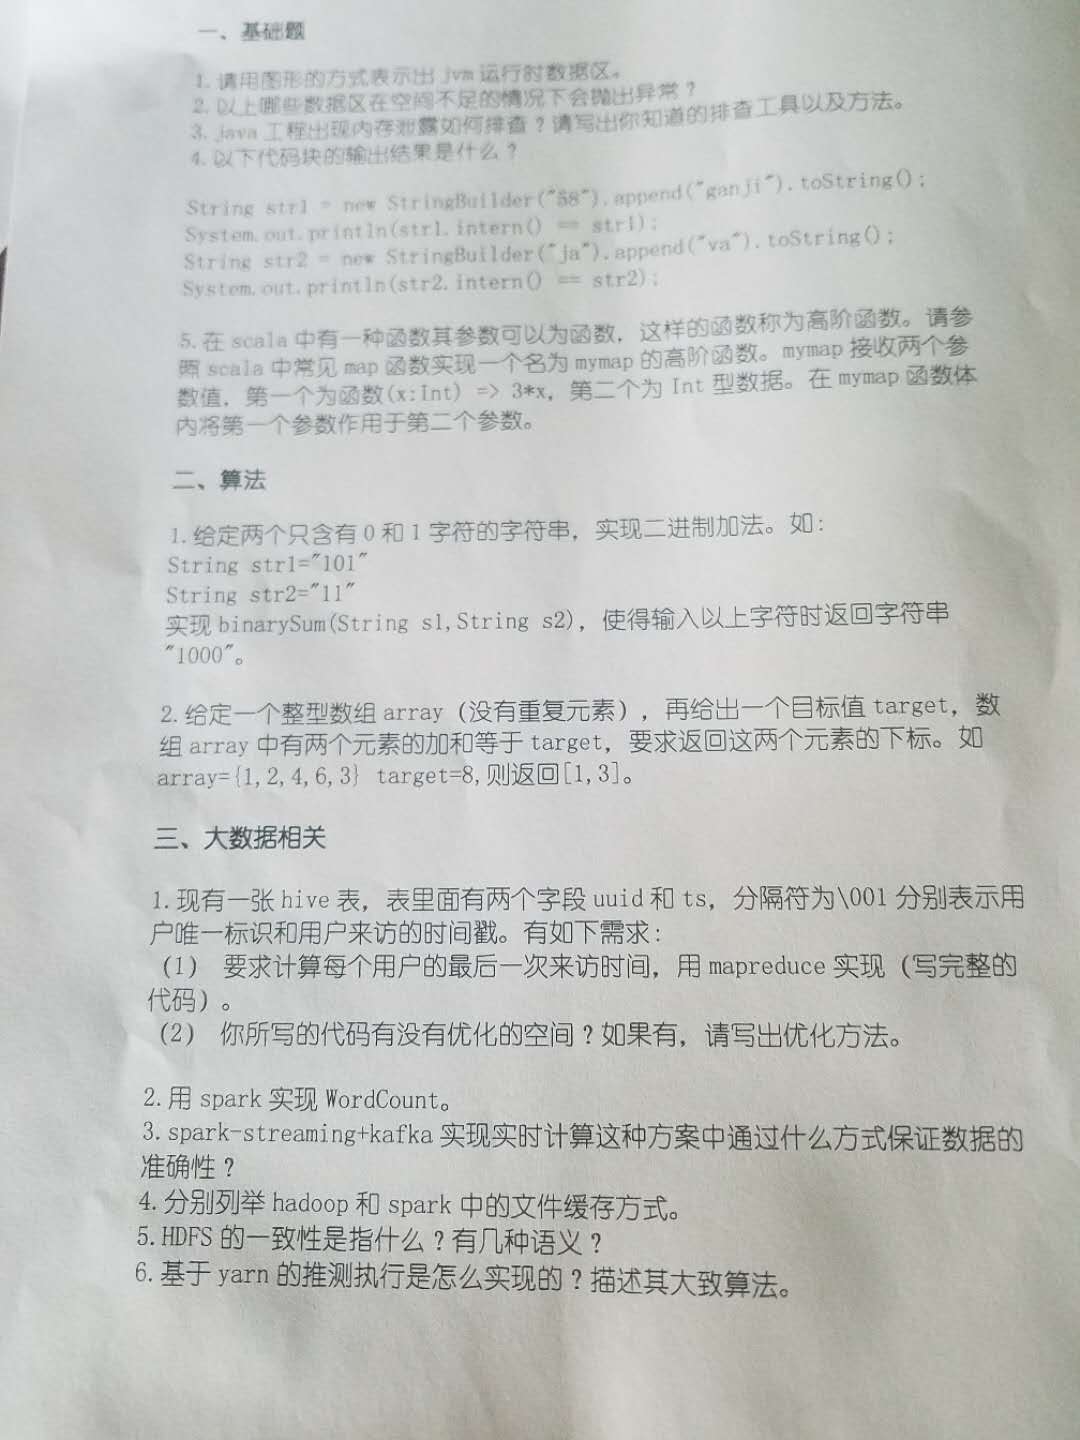 一、基础题
1. 请用图形的方式表示出 jvm 运行时数据区。
2. 以上哪些数据区在空间不足的情况下会抛出异常？
3. java 工程出现内存泄露如何排查？请写出你知道的排查工具以及方法。
4. 以下代码块的输出结果是什么？
String str1 = new StringBuilder("58").append("ganji").toString();
System.out.println(str1.intern() == str1);
String str2 = new StringBuilder("ja").append("va").toString();
System.out.println(str2.intern() == str2);
5. 在 scala 中有一种函数其参数可以为函数，这样的函数称为高阶函数。请参
照 scala 中常见 map 函数实现一个名为 mymap 的高阶函数。mymap 接收两个参
数值，第一个为函数(x:Int) => 3*x，第二个为 Int 型数据。在 mymap 函数体
内将第一个参数作用于第二个参数。
二、算法
1. 给定两个只含有 0 和 1 字符的字符串，实现二进制加法。如：
String str1="101"
String str2="11"
实现 binarySum(String s1,String s2)，使得输入以上字符时返回字符串
"1000"。
2. 给定一个整型数组 array（没有重复元素），再给出一个目标值 target，数
组 array 中有两个元素的加和等于 target，要求返回这两个元素的下标。如
array={1,2,4,6,3} target=8,则返回[1,3]。
三、大数据相关
1. 现有一张 hive 表，表里面有两个字段 uuid 和 ts，分隔符为\001 分别表示用
户唯一标识和用户来访的时间戳。有如下需求：
（1） 要求计算每个用户的最后一次来访时间，用 mapreduce 实现（写完整的
代码）。
（2） 你所写的代码有没有优化的空间？如果有，请写出优化方法。
2. 用 spark 实现 WordCount。
3. spark-streaming+kafka 实现实时计算这种方案中通过什么方式保证数据的
准确性？
4. 分别列举 hadoop 和 spark 中的文件缓存方式。
5. HDFS 的一致性是指什么？有几种语义？
6. 基于 yarn 的推测执行是怎么实现的？描述其大致算法。